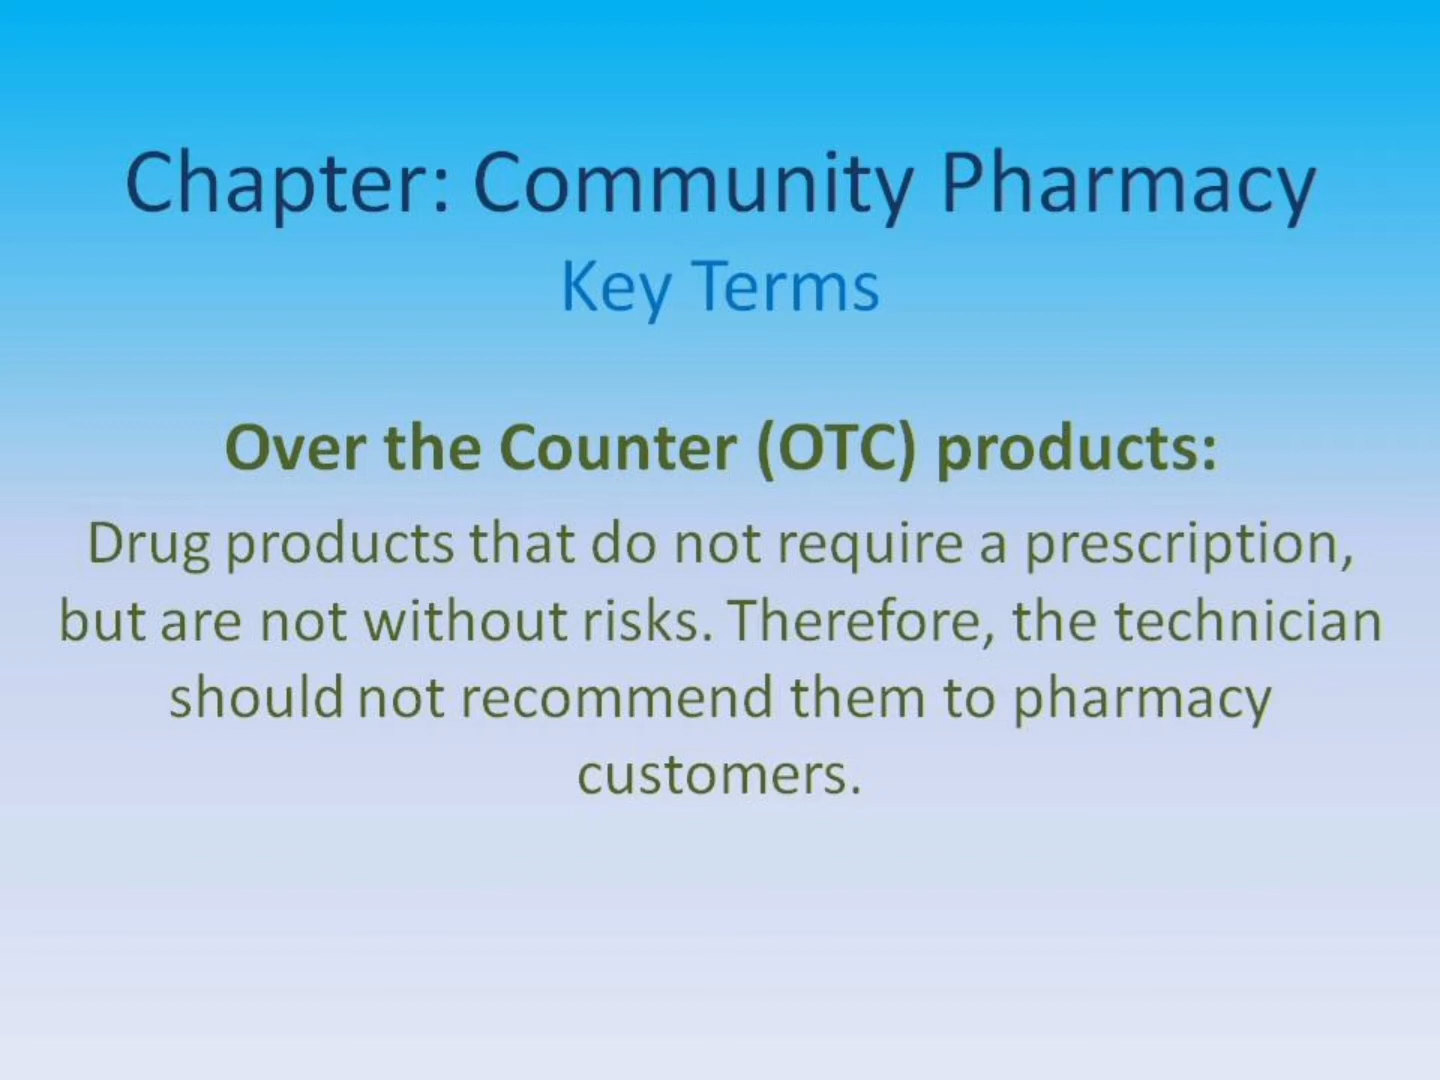 Chapter: Community Pharmacy
Key Terms
Over the Counter (OTC) products:
Drug products that do not require a prescription,
but are not without risks. Therefore, the technician
should not recommend them to pharmacy
customers.